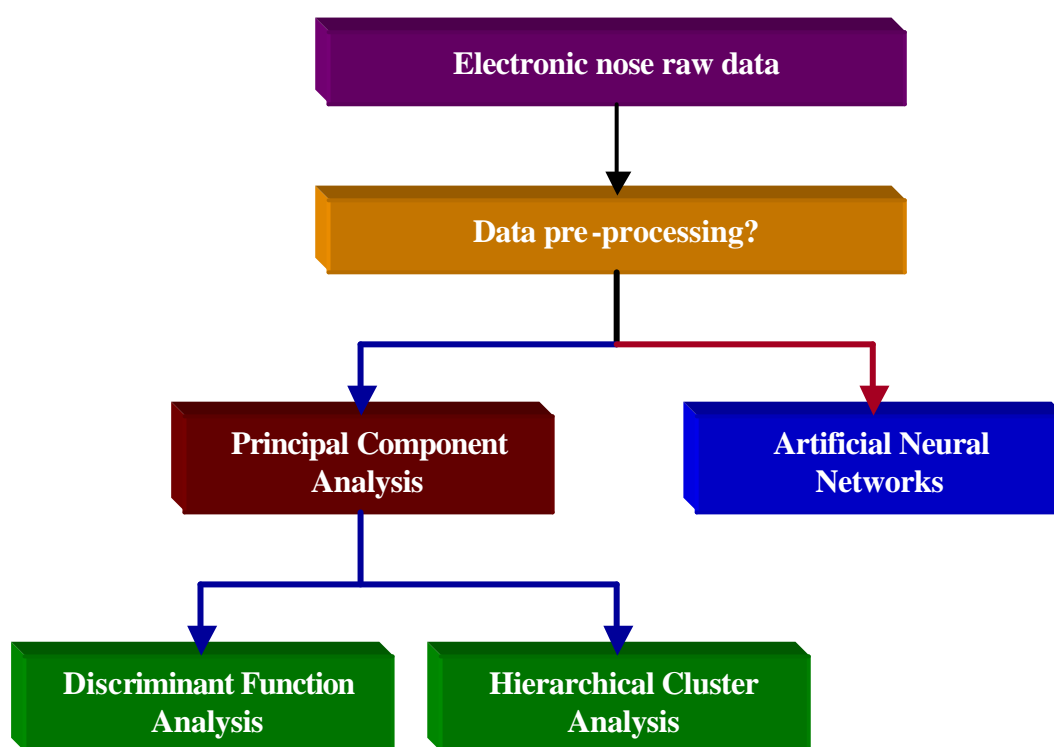 Electronic nose raw data
Data pre-processing?
Principal Component
Analysis
Artificial Neural
Networks
Discriminant Function
Analysis
Hierarchical Cluster
Analysis